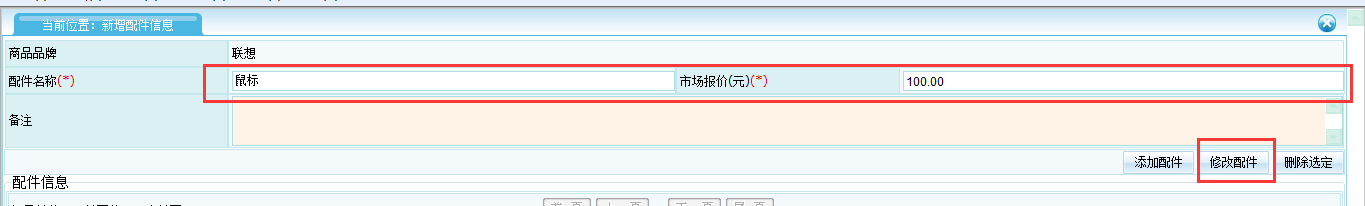 当前位置：新增配件信息
商品品牌 联想
配件名称(*) 鼠标 市场报价(元)(*) 100.00
备注
添加配件 修改配件 删除选定
配件信息